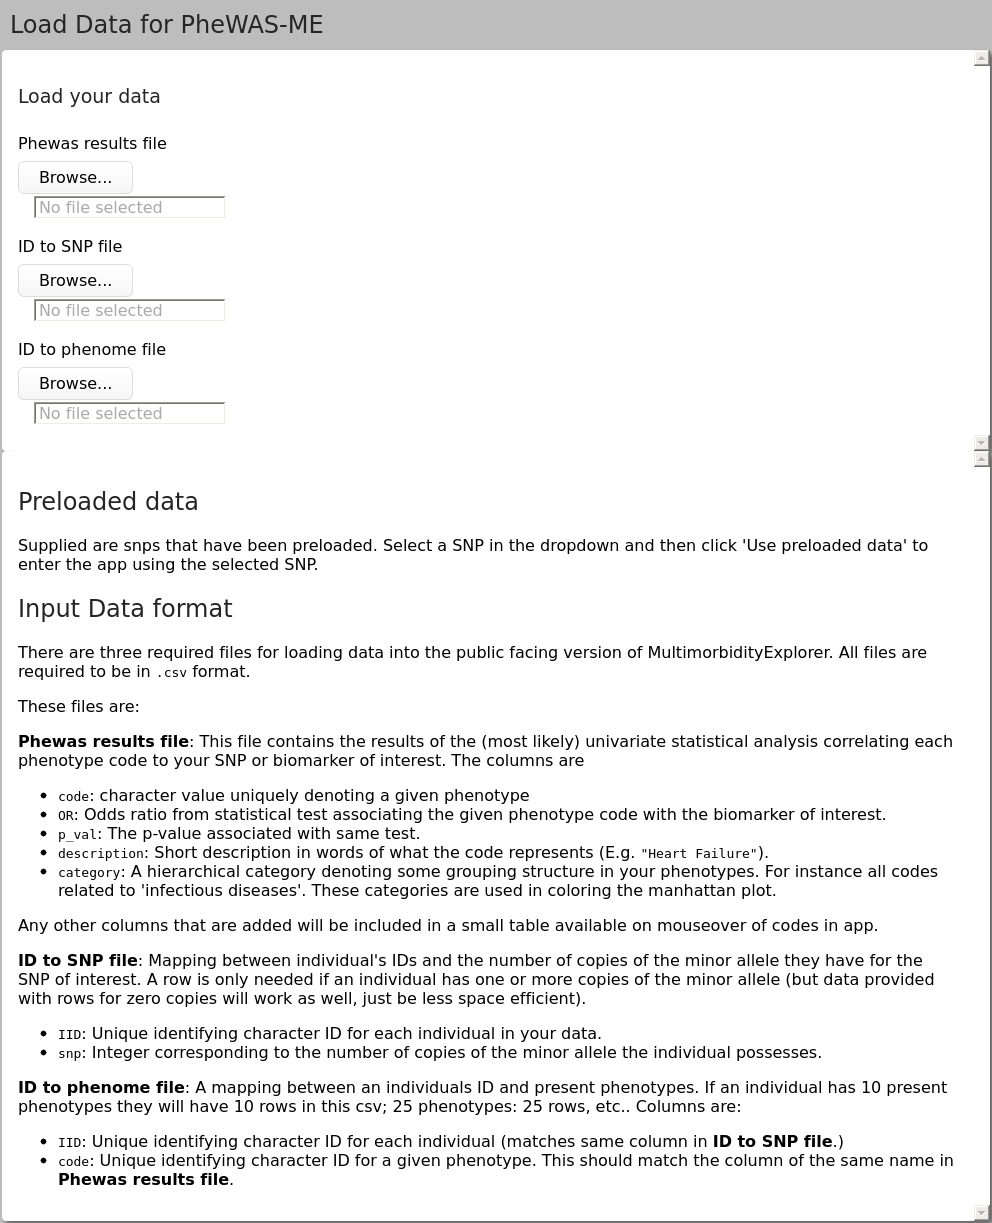 Load Data for PheWAS-ME
Load your data
Phewas results file
Browse...
No file selected
ID to SNP file
Browse...
No file selected
ID to phenome file
Browse...
No file selected
Preloaded data
Supplied are snps that have been preloaded. Select a SNP in the dropdown and then click 'Use preloaded data' to
enter the app using the selected SNP.
Input Data format
There are three required files for loading data into the public facing version of MultimorbidityExplorer. All files are
required to be in .csv format.
These files are:
Phewas results file: This file contains the results of the (most likely) univariate statistical analysis correlating each
phenotype code to your SNP or biomarker of interest. The columns are
• code: character value uniquely denoting a given phenotype
• OR: Odds ratio from statistical test associating the given phenotype code with the biomarker of interest.
• p_val: The p-value associated with same test.
• description: Short description in words of what the code represents (E.g. "Heart Failure").
• category: A hierarchical category denoting some grouping structure in your phenotypes. For instance all codes
related to 'infectious diseases'. These categories are used in coloring the manhattan plot.
Any other columns that are added will be included in a small table available on mouseover of codes in app.
ID to SNP file: Mapping between individual's IDs and the number of copies of the minor allele they have for the
SNP of interest. A row is only needed if an individual has one or more copies of the minor allele (but data provided
with rows for zero copies will work as well, just be less space efficient).
• IID: Unique identifying character ID for each individual in your data.
• snp: Integer corresponding to the number of copies of the minor allele the individual possesses.
ID to phenome file: A mapping between an individuals ID and present phenotypes. If an individual has 10 present
phenotypes they will have 10 rows in this csv; 25 phenotypes: 25 rows, etc.. Columns are:
• IID: Unique identifying character ID for each individual (matches same column in ID to SNP file.)
• code: Unique identifying character ID for a given phenotype. This should match the column of the same name in
Phewas results file.